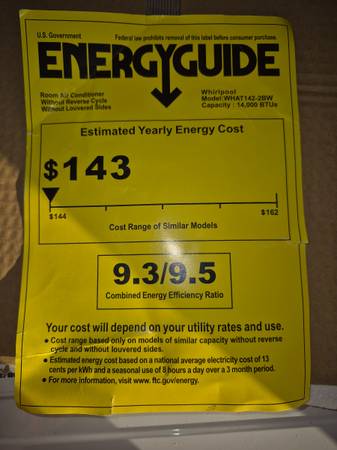 U.S. Government
Federal law prohibits removal of this label before consumer purchase.
ENERGYGUIDE
Room Air Conditioner
Without Reverse Cycle
Without Louvered Sides
Whirlpool
Model:WHAT142-2BW
Capacity : 14,000 BTUs
Estimated Yearly Energy Cost
$143
$144
$162
Cost Range of Similar Models
9.3/9.5
Combined Energy Efficiency Ratio
Your cost will depend on your utility rates and use.
• Cost range based only on models of similar capacity without reverse
cycle and without louvered sides.
• Estimated energy cost based on a national average electricity cost of 13
cents per kWh and a seasonal use of 8 hours a day over a 3 month period.
• For more information, visit www. ftc.gov/energy.